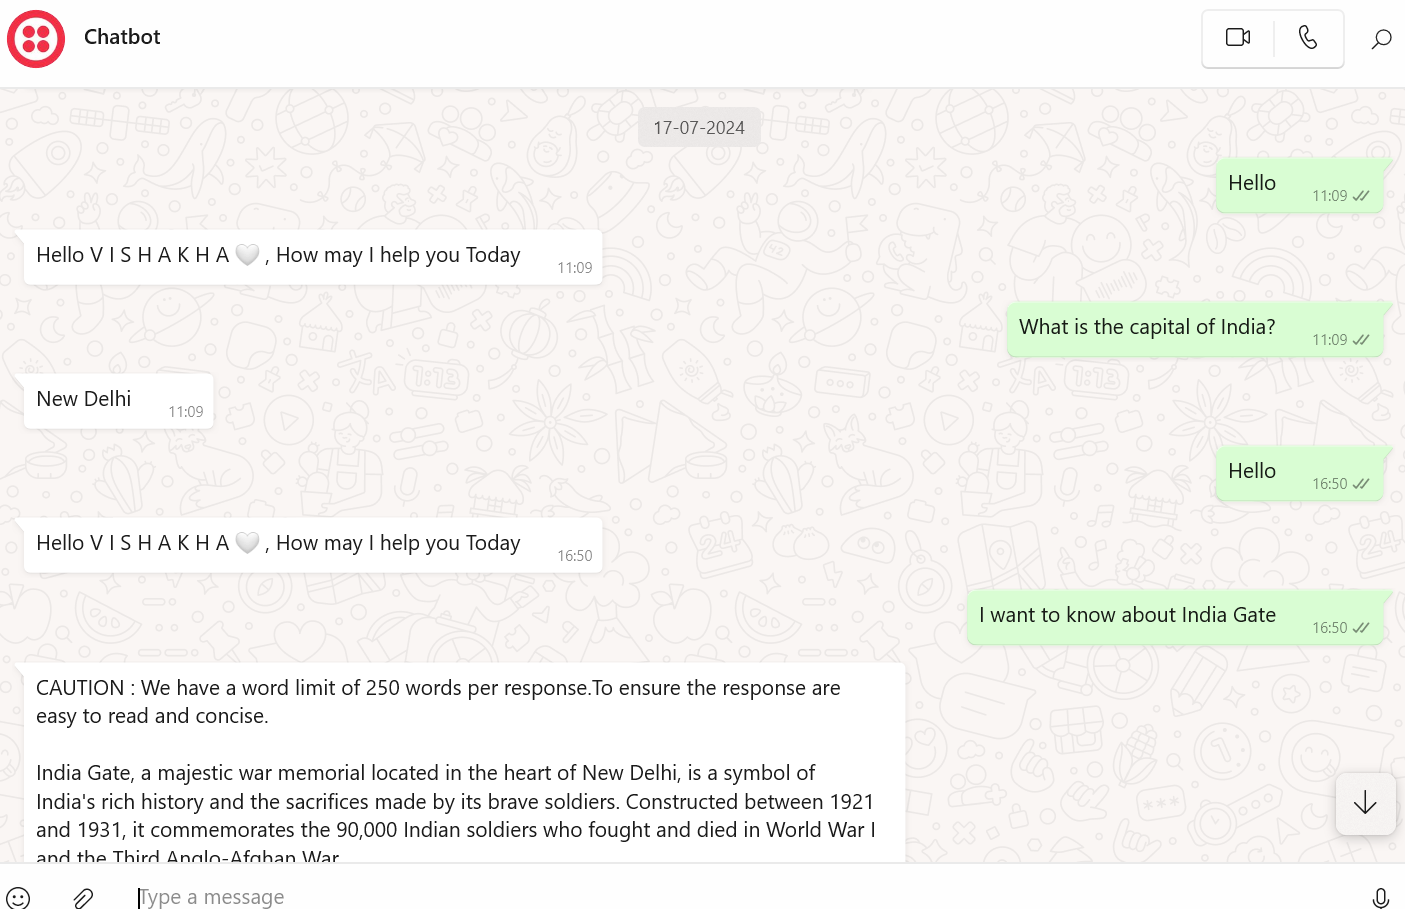 Chatbot
17-07-2024
Hello
11:09
Hello V I S H A K H A 🤍 , How may I help you Today
11:09
What is the capital of India?
11:09
New Delhi
11:09
Hello
16:50
Hello V I S H A K H A 🤍 , How may I help you Today
16:50
I want to know about India Gate
16:50
CAUTION : We have a word limit of 250 words per response.To ensure the response are
easy to read and concise.
India Gate, a majestic war memorial located in the heart of New Delhi, is a symbol of
India's rich history and the sacrifices made by its brave soldiers. Constructed between 1921
and 1931, it commemorates the 90,000 Indian soldiers who fought and died in World War I
and the Third Anglo-Afghan War.
Type a message